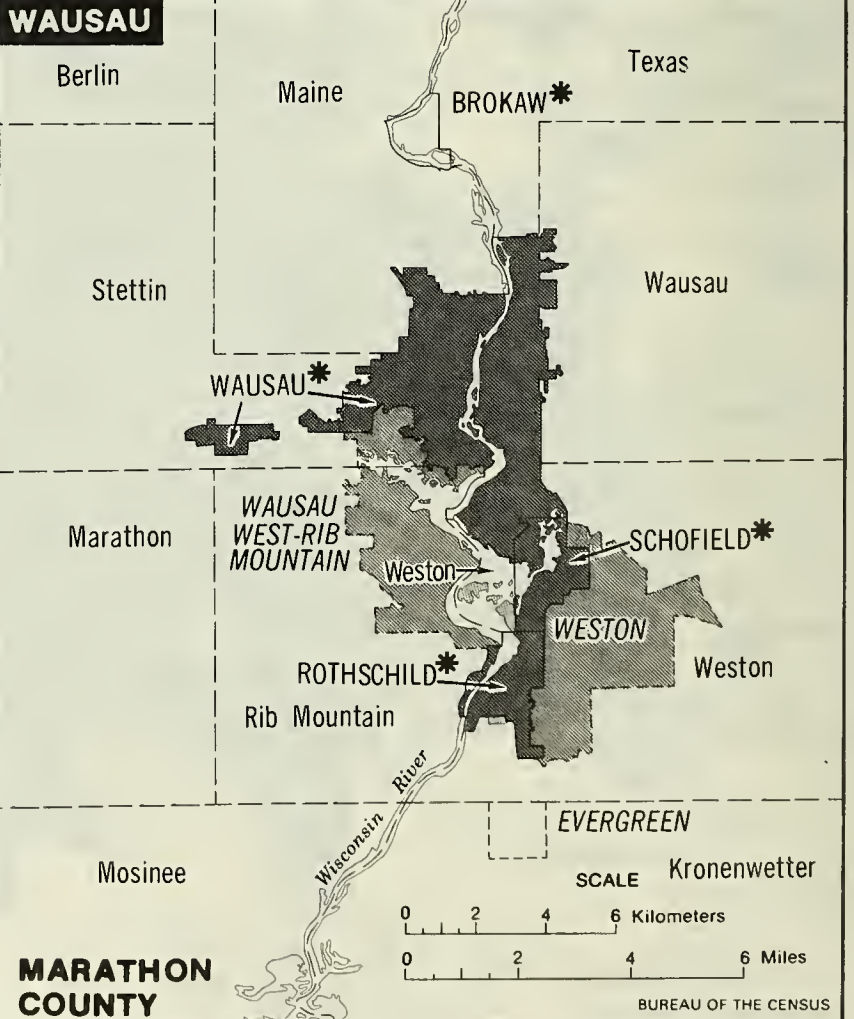 WAUSAU
Berlin
Maine
Texas
BROKAW*
Stettin
Wausau
WAUSAU*
Marathon
WAUSAU
WEST-RIB
MOUNTAIN
Weston
SCHOFIELD*
WESTON
ROTHSCHILD*
Weston
Rib Mountain
Wisconsin River
EVERGREEN
Mosinee
SCALE
Kronenwetter
0 2 4 6 Kilometers
0 2 4 6 Miles
MARATHON
COUNTY
BUREAU OF THE CENSUS